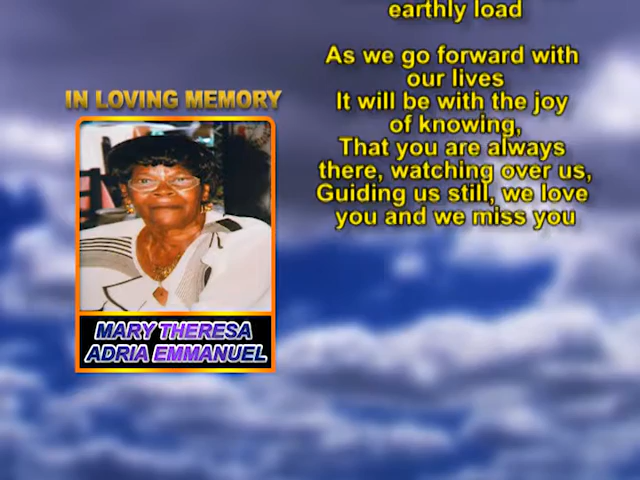 earthly load
As we go forward with
our lives
It will be with the joy
of knowing,
That you are always
there, watching over us,
Guiding us still, we love
you and we miss you
IN LOVING MEMORY
MARY THERESA
ADRIA EMMANUEL